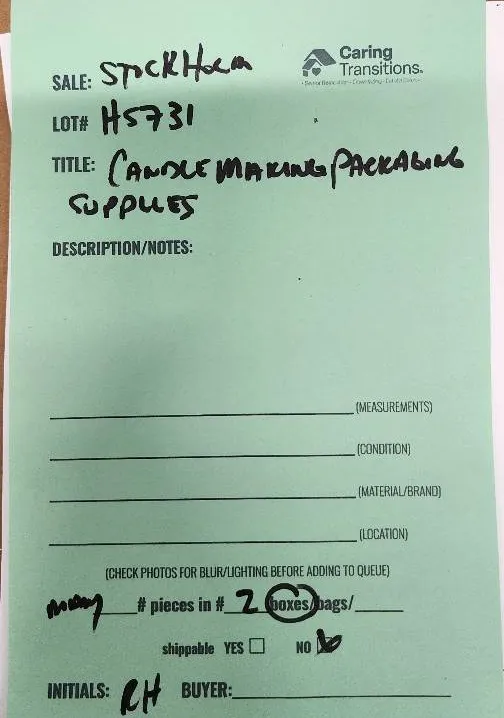 Caring
Transitions®
SALE: STOCKHOLM
LOT# H5731
TITLE: CANDLE MAKING PACKAGING
SUPPLIES
DESCRIPTION/NOTES:
(MEASUREMENTS)
(CONDITION)
(MATERIAL/BRAND)
(LOCATION)
(CHECK PHOTOS FOR BLUR/LIGHTING BEFORE ADDING TO QUEUE)
many # pieces in # 2 boxes/bags/
shippable YES ☐ NO ☒
INITIALS: RH BUYER: